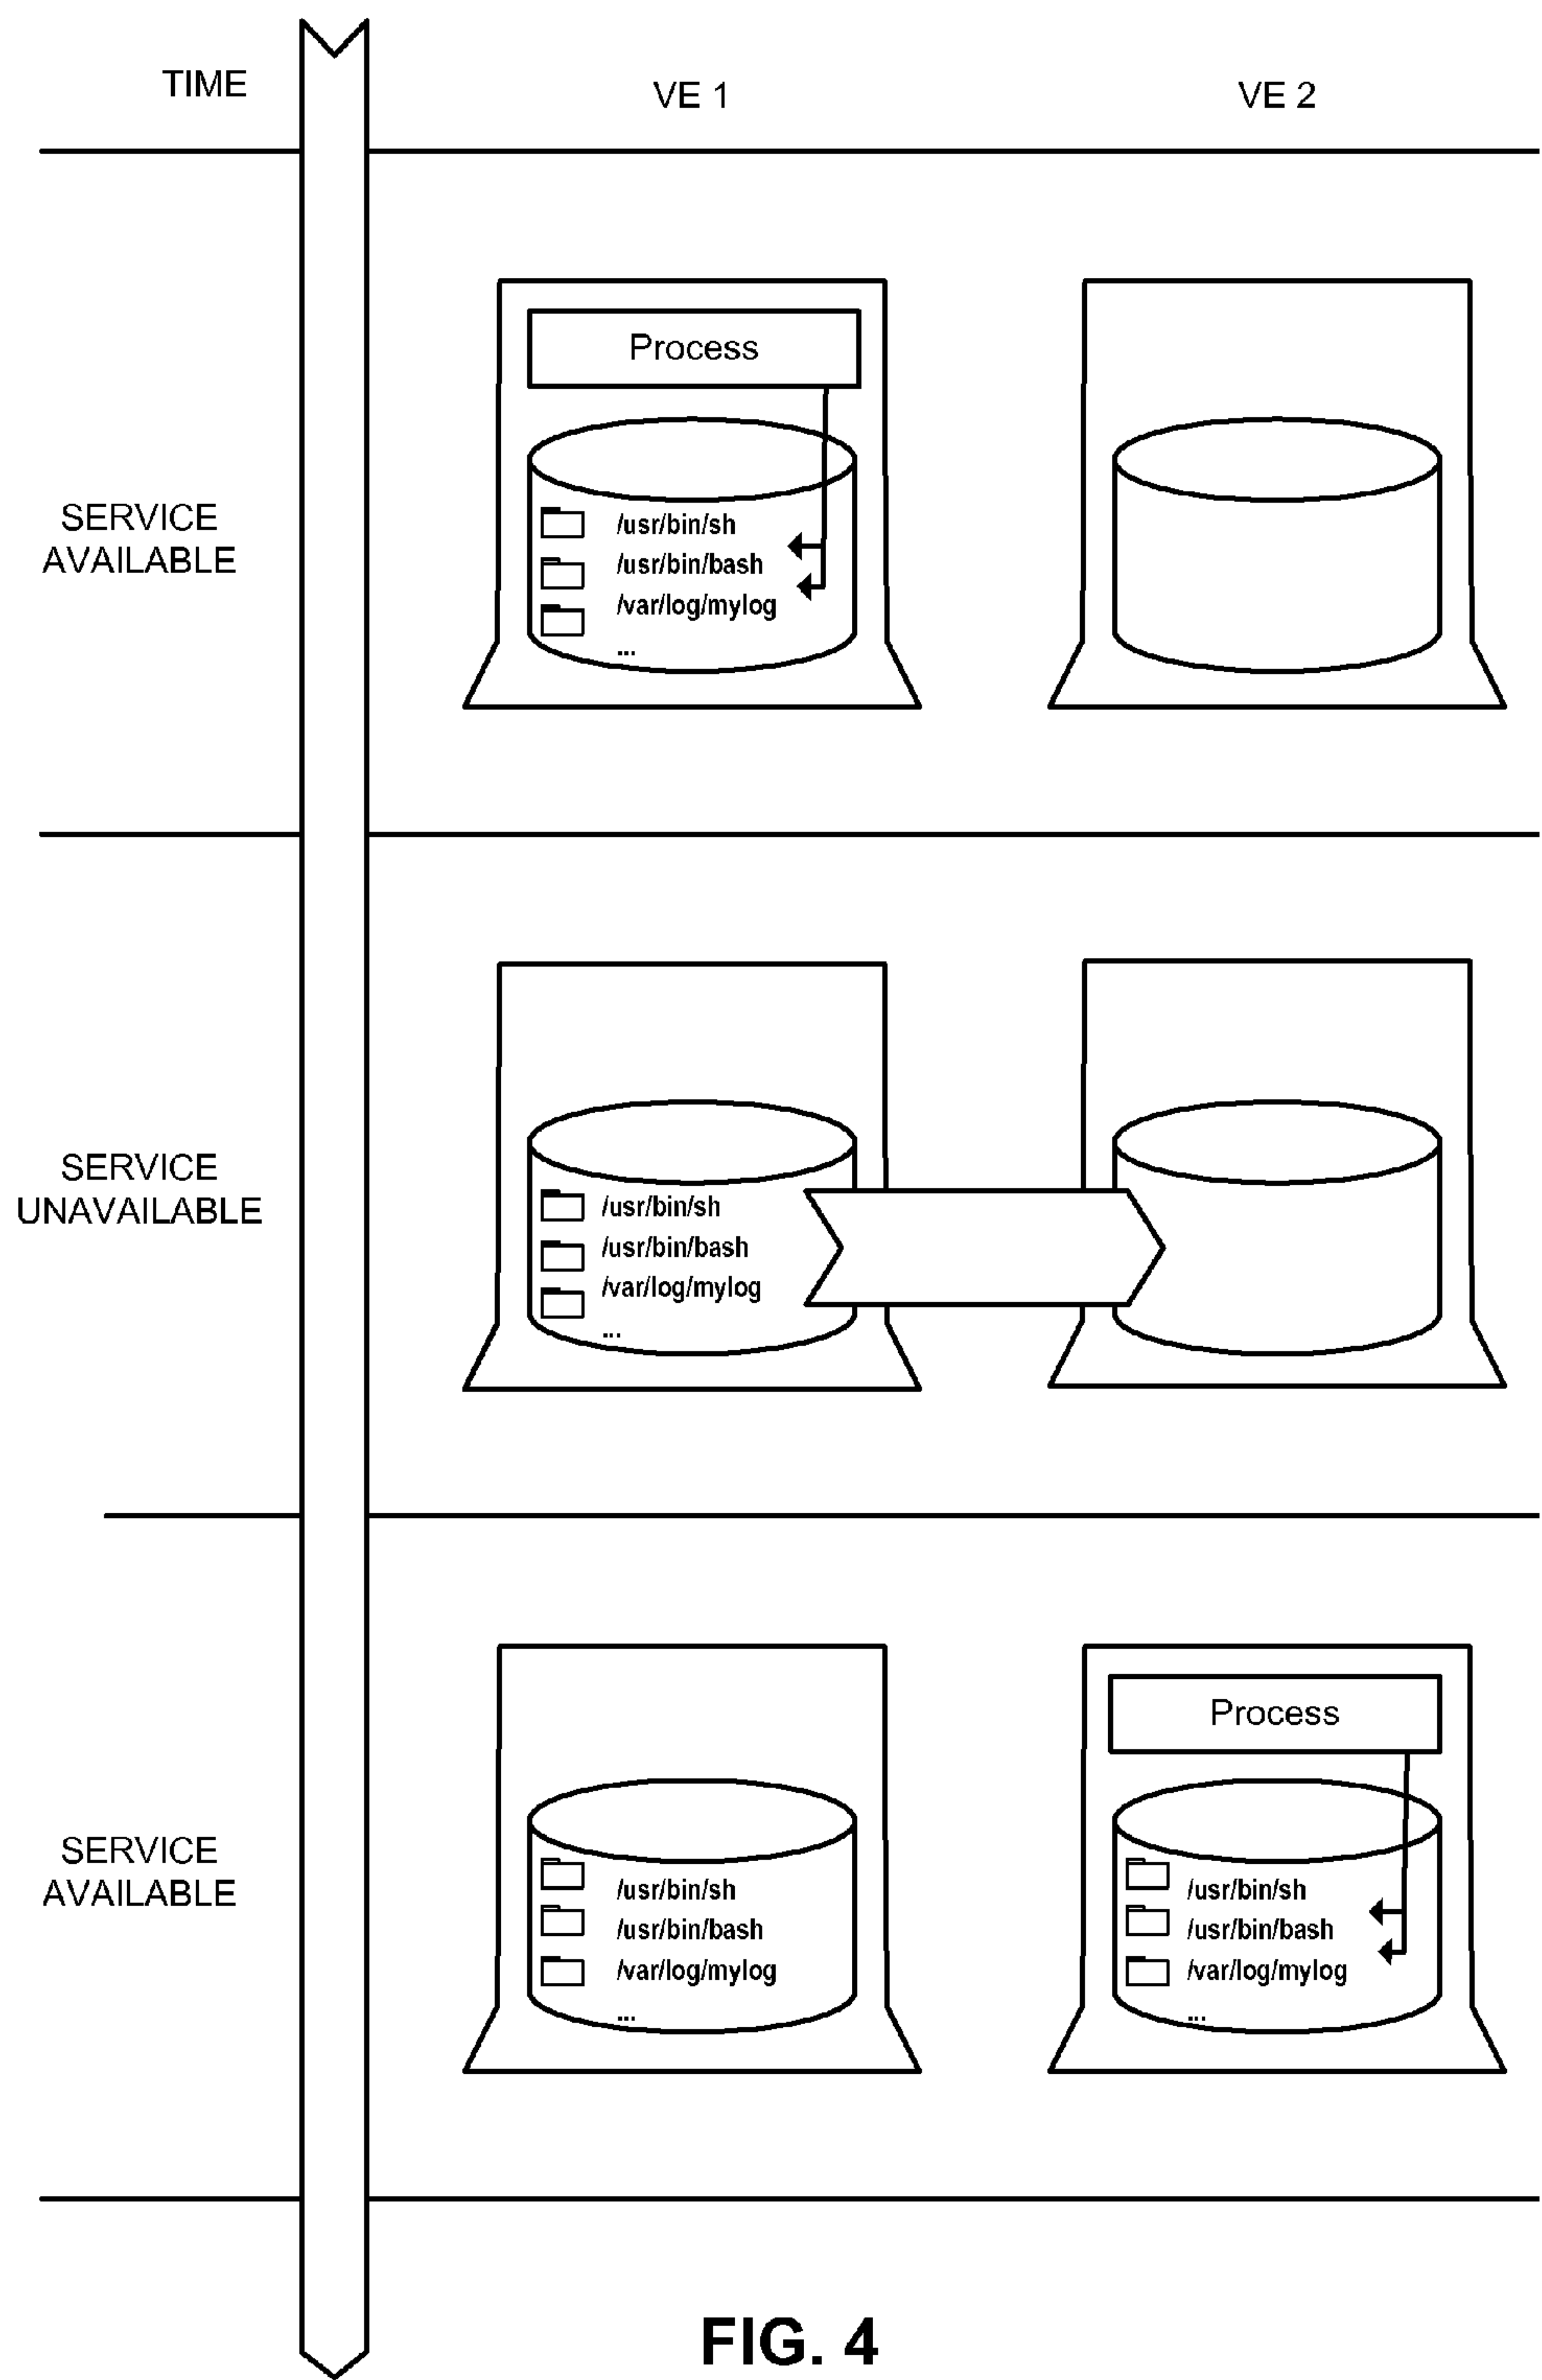 TIME
VE 1
VE 2
SERVICE
AVAILABLE
Process
/usr/bin/sh
/usr/bin/bash
/var/log/mylog
...
SERVICE
UNAVAILABLE
/usr/bin/sh
/usr/bin/bash
/var/log/mylog
...
SERVICE
AVAILABLE
/usr/bin/sh
/usr/bin/bash
/var/log/mylog
...
Process
/usr/bin/sh
/usr/bin/bash
/var/log/mylog
...
FIG. 4